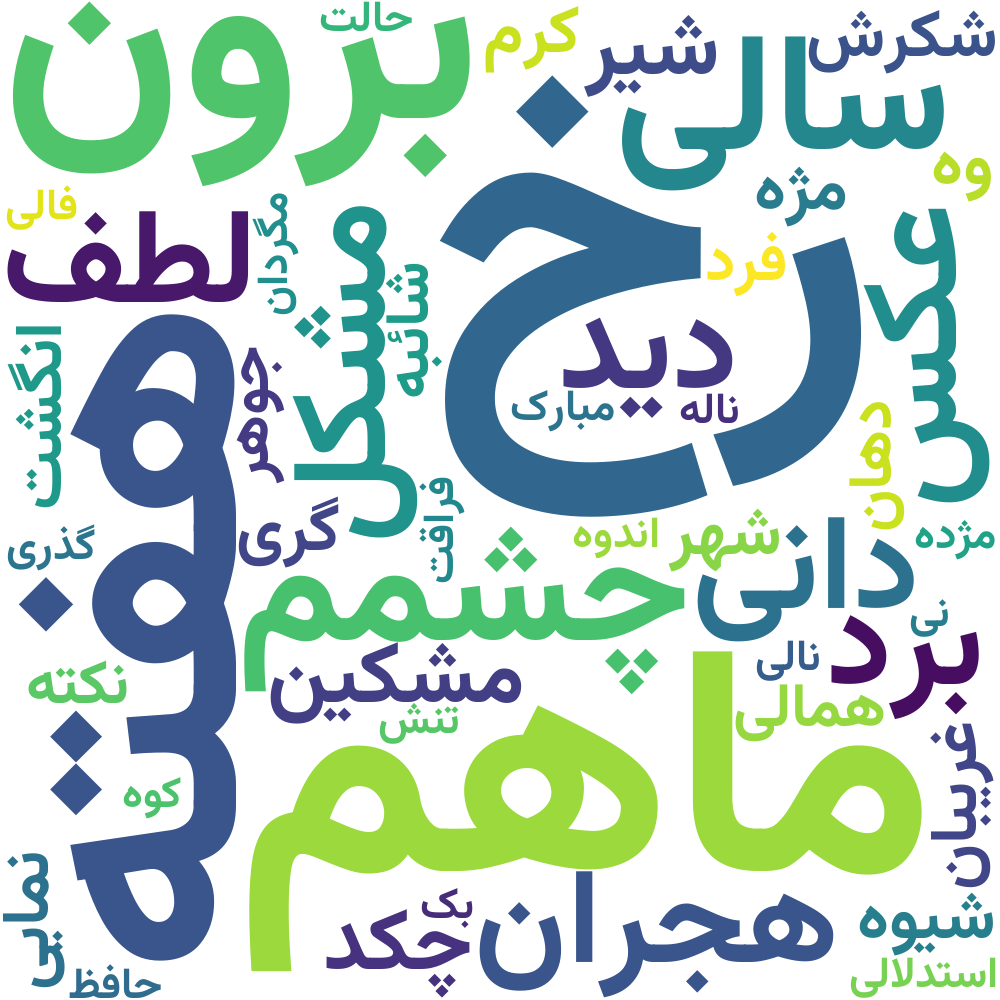 حالت
برون
کرم
شیر
شکرش
سالی
وه
رخ
مژه
فالی
لطف
مگردان
مشکل
شائبه
فرد
عکس
دید
ناله
مبارک
انگشت
جوهر
هفته
دهان
فراقت
گری
گذری
اندوه
شهر
مژده
دانی
چشمم
نی
برد
نالی
مشکین
نکته
تنش
همالی
ماهم
غریبان
کوه
نمایی
هجران
بک
چکد
شیوه
استدلالی
حافظ